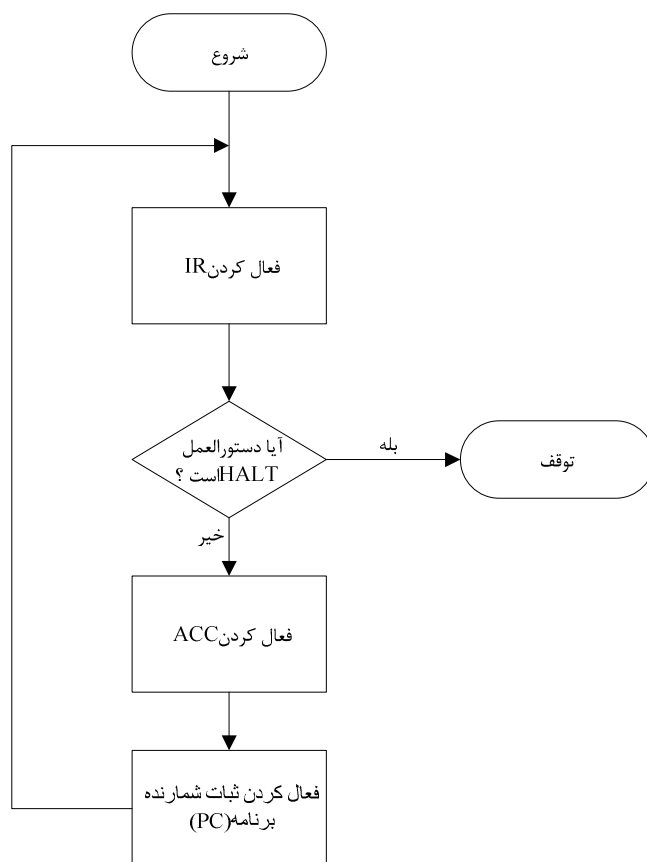 شروع
فعال کردنIR
آیا دستورالعمل
HALTاست ؟
بله
توقف
خیر
فعال کردنACC
فعال کردن ثبات شمارنده
برنامه(PC)